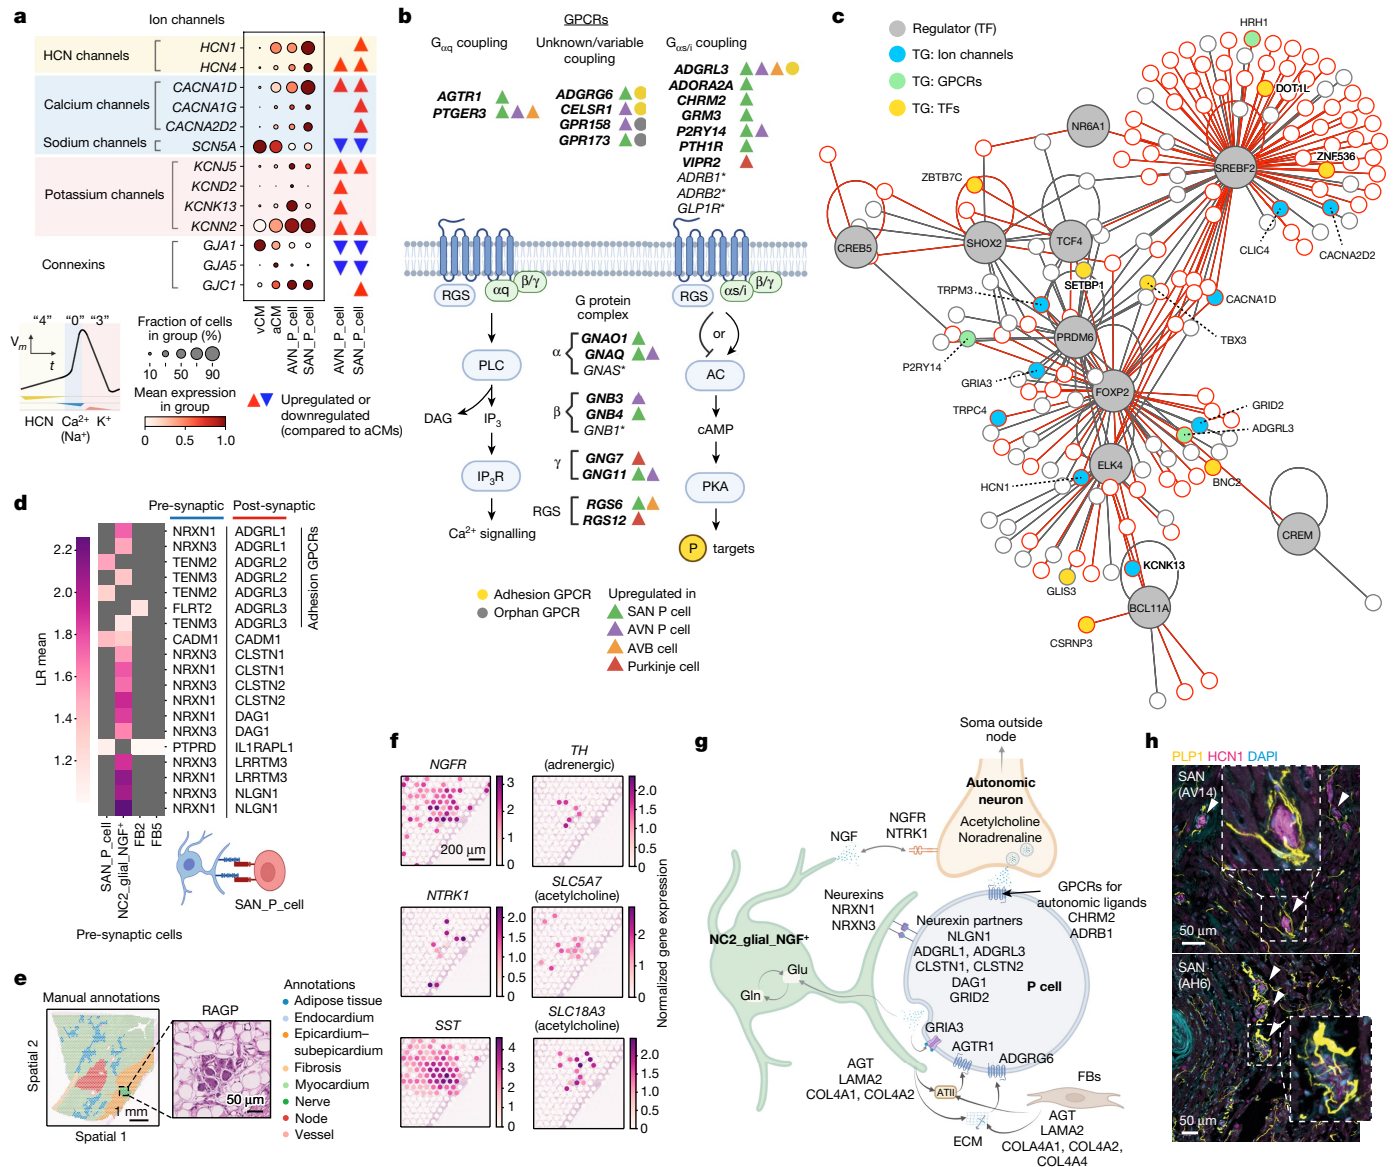 a
Ion channels
HCN channels
Calcium channels
Sodium channels
Potassium channels
Connexins
HCN1
HCN4
CACNA1D
CACNA1G
CACNA2D2
SCN5A
KCNJ5
KCND2
KCNK13
KCNN2
GJA1
GJA5
GJC1
vCM
aCM
AVN_P_cell
SAN_P_cell
AVN_P_cell
SAN_P_cell
"4" "0" "3"
Vm
t
HCN Ca2+ K+
(Na+)
Fraction of cells
in group (%)
10 50 90
Mean expression
in group
0 0.5 1.0
Upregulated or
downregulated
(compared to aCMs)
b
GPCRs
Gαq coupling
AGTR1
PTGER3
Unknown/variable
coupling
ADGRG6
CELSR1
GPR158
GPR173
Gαs/i coupling
ADGRL3
ADORA2A
CHRM2
GRM3
P2RY14
PTH1R
VIPR2
ADRB1*
ADRB2*
GLP1R*
RGS
αq
β/γ
RGS
αs/i
β/γ
PLC
DAG
IP3
IP3R
Ca2+ signalling
G protein
complex
α
GNAO1
GNAQ
GNAS*
β
GNB3
GNB4
GNB1*
γ
GNG7
GNG11
RGS
RGS6
RGS12
or
AC
cAMP
PKA
P targets
Adhesion GPCR
Orphan GPCR
Upregulated in
SAN P cell
AVN P cell
AVB cell
Purkinje cell
c
Regulator (TF)
TG: Ion channels
TG: GPCRs
TG: TFs
HRH1
DOT1L
NR6A1
ZNF536
SREBF2
ZBTB7C
CREB5
SHOX2
TCF4
CLIC4
CACNA2D2
SETBP1
TRPM3
CACNA1D
TBX3
PRDM6
P2RY14
GRIA3
FOXP2
TRPC4
GRID2
ADGRL3
ELK4
HCN1
BNC2
CREM
KCNK13
GLIS3
BCL11A
CSRNP3
d
Pre-synaptic Post-synaptic
NRXN1 ADGRL1
NRXN3 ADGRL1
TENM2 ADGRL2
TENM3 ADGRL2
TENM2 ADGRL3
FLRT2 ADGRL3
TENM3 ADGRL3
CADM1 CADM1
NRXN3 CLSTN1
NRXN1 CLSTN1
NRXN3 CLSTN2
NRXN1 CLSTN2
NRXN1 DAG1
NRXN3 DAG1
PTPRD IL1RAPL1
NRXN3 LRRTM3
NRXN1 LRRTM3
NRXN3 NLGN1
NRXN1 NLGN1
Adhesion GPCRs
LR mean
2.2
2.0
1.8
1.6
1.4
1.2
SAN_P_cell
NC2_glial_NGF+
FB2
FB5
Pre-synaptic cells
SAN_P_cell
e
Manual annotations
Spatial 2
Spatial 1
1 mm
RAGP
50 μm
Annotations
Adipose tissue
Endocardium
Epicardium–
subepicardium
Fibrosis
Myocardium
Nerve
Node
Vessel
f
NGFR
200 μm
3
2
1
0
TH
(adrenergic)
2.0
1.5
1.0
0.5
0
NTRK1
2.0
1.5
1.0
0.5
0
SLC5A7
(acetylcholine)
2.5
2.0
1.5
1.0
0.5
0
SST
4
3
2
1
0
SLC18A3
(acetylcholine)
2.0
1.5
1.0
0.5
0
Normalized gene expression
g
Soma outside
node
Autonomic
neuron
Acetylcholine
Noradrenaline
NGFR
NTRK1
NGF
GPCRs for
autonomic ligands
CHRM2
ADRB1
Neurexins
NRXN1
NRXN3
Neurexin partners
NLGN1
ADGRL1, ADGRL3
CLSTN1, CLSTN2
DAG1
GRID2
P cell
NC2_glial_NGF+
Glu
Gln
GRIA3
AGTR1
ADGRG6
AGT
LAMA2
COL4A1, COL4A2
ATII
ECM
FBs
AGT
LAMA2
COLA4A1, COL4A2,
COL4A4
h
PLP1 HCN1 DAPI
SAN
(AV14)
50 μm
SAN
(AH6)
50 μm